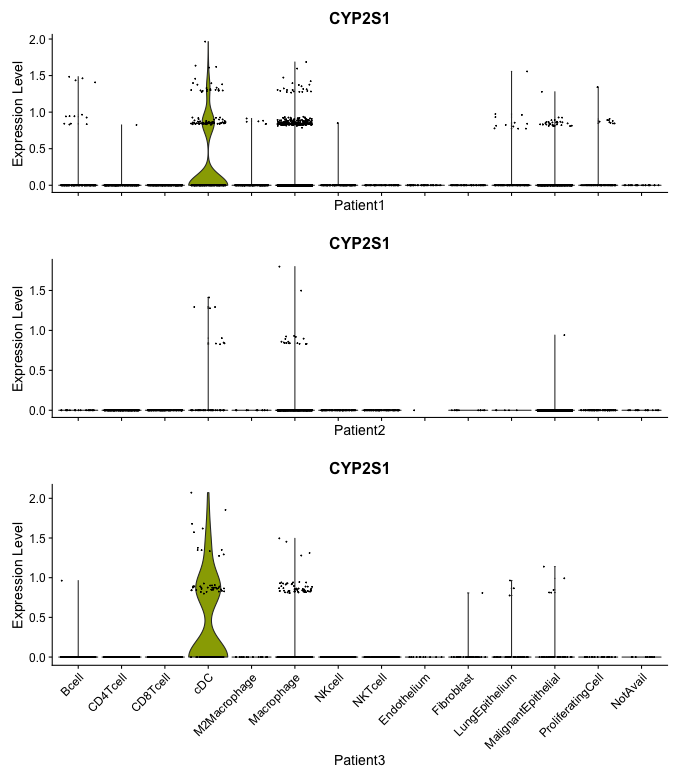 CYP2S1
Expression Level
2.0
1.5
1.0
0.5
0.0
Patient1
CYP2S1
Expression Level
1.5
1.0
0.5
0.0
Patient2
CYP2S1
Expression Level
2.0
1.5
1.0
0.5
0.0
Bcell
CD4Tcell
CD8Tcell
cDC
M2Macrophage
Macrophage
NKcell
NKTcell
Endothelium
Fibroblast
LungEpithelium
MalignantEpithelial
ProliferatingCell
NotAvail
Patient3